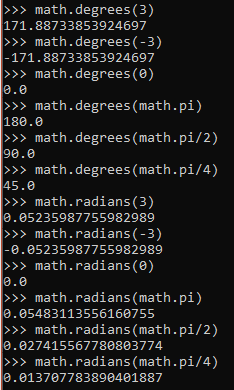 >>> math.degrees(3)
171.88733853924697
>>> math.degrees(-3)
-171.88733853924697
>>> math.degrees(0)
0.0
>>> math.degrees(math.pi)
180.0
>>> math.degrees(math.pi/2)
90.0
>>> math.degrees(math.pi/4)
45.0
>>> math.radians(3)
0.05235987755982989
>>> math.radians(-3)
-0.05235987755982989
>>> math.radians(0)
0.0
>>> math.radians(math.pi)
0.05483113556160755
>>> math.radians(math.pi/2)
0.027415567780803774
>>> math.radians(math.pi/4)
0.013707783890401887